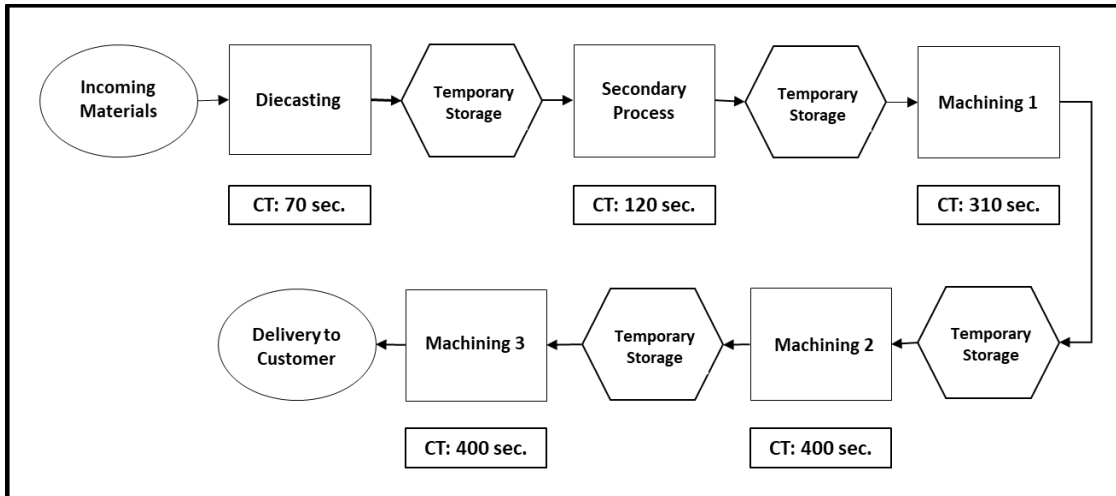 Incoming
Materials
Diecasting
Temporary
Storage
Secondary
Process
Temporary
Storage
Machining 1
CT: 70 sec.
CT: 120 sec.
CT: 310 sec.
Delivery to
Customer
Machining 3
Temporary
Storage
Machining 2
Temporary
Storage
CT: 400 sec.
CT: 400 sec.